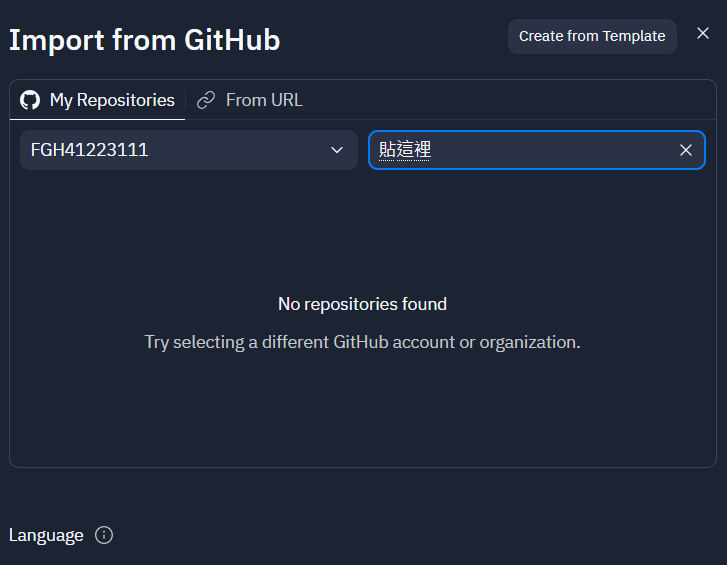 Import from GitHub
Create from Template
My Repositories
From URL
FGH41223111
貼這裡
No repositories found
Try selecting a different GitHub account or organization.
Language